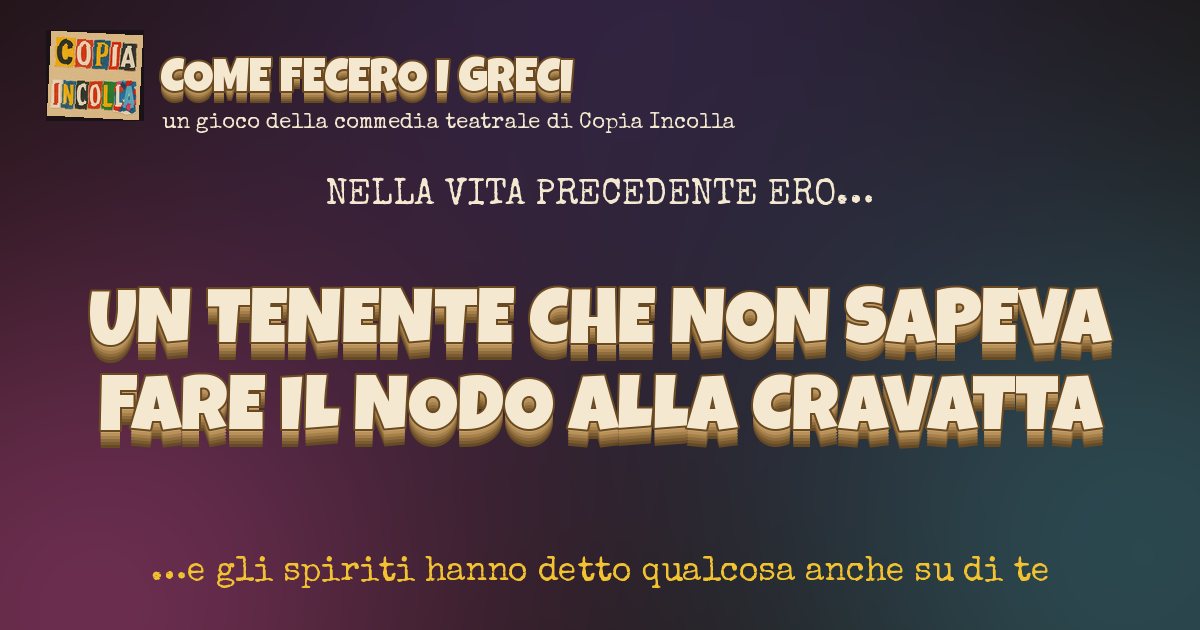 COPIA
INCOLLA
COME FECERO I GRECI
un gioco della commedia teatrale di Copia Incolla
NELLA VITA PRECEDENTE ERO...
UN TENENTE CHE NON SAPEVA
FARE IL NODO ALLA CRAVATTA
...e gli spiriti hanno detto qualcosa anche su di te